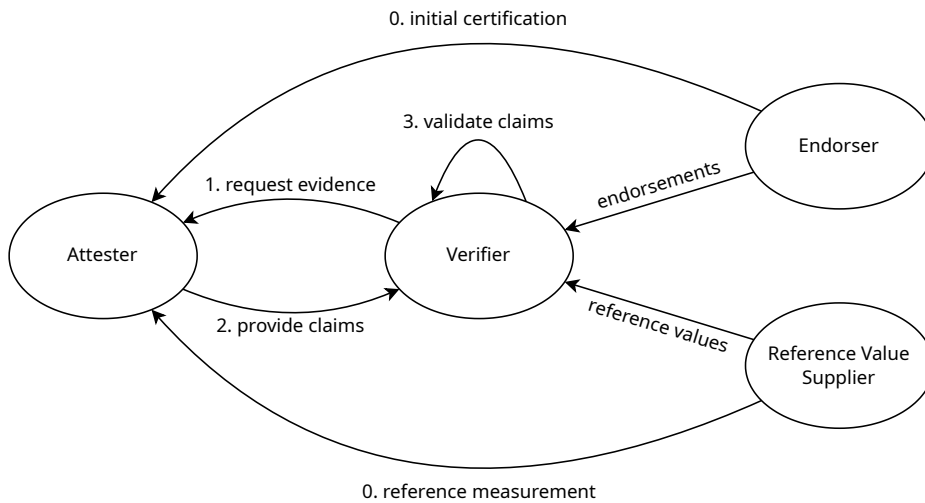 0. initial certification
3. validate claims
Endorser
1. request evidence
endorsements
Attester
Verifier
2. provide claims
reference values
Reference Value
Supplier
0. reference measurement